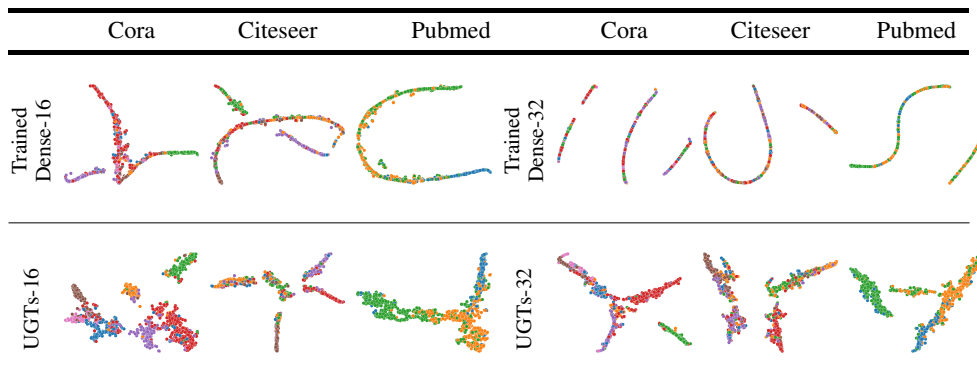 Cora Citeseer Pubmed Cora Citeseer Pubmed
Trained
Dense-16
Trained
Dense-32
UGTs-16
UGTs-32